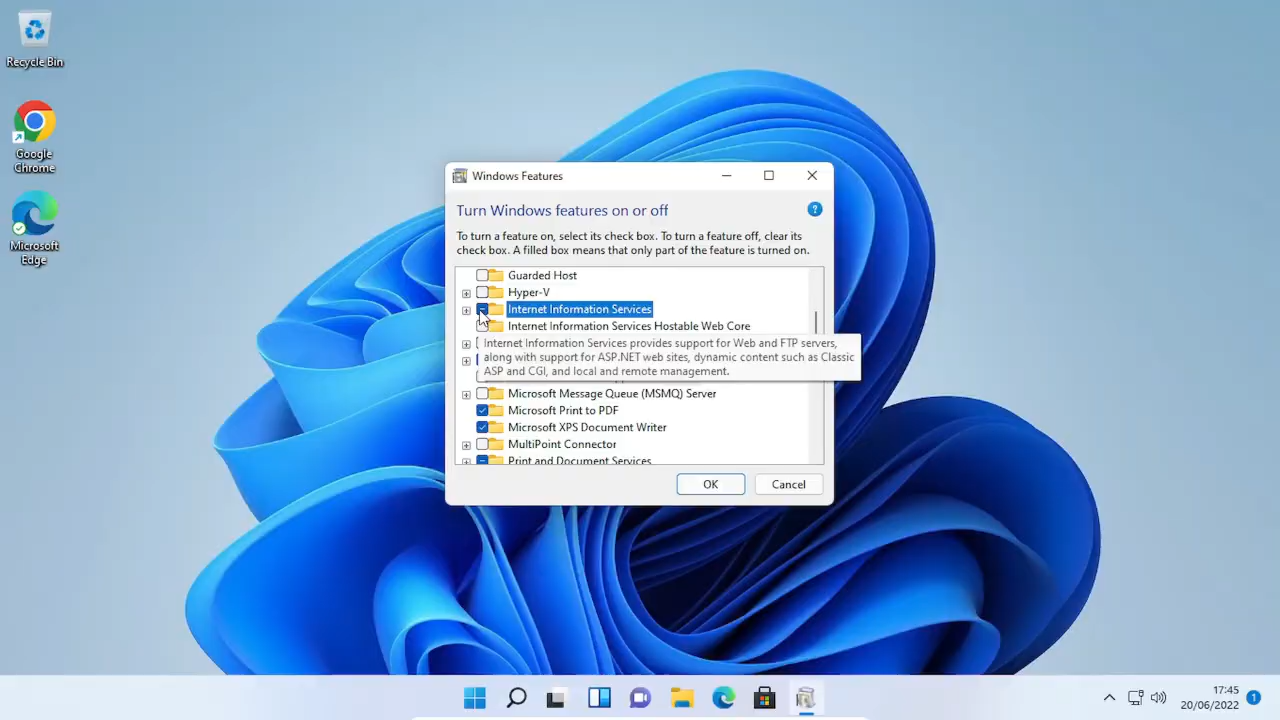 Recycle Bin
Google
Chrome
Microsoft
Edge
Windows Features
Turn Windows features on or off
?
To turn a feature on, select its check box. To turn a feature off, clear its
check box. A filled box means that only part of the feature is turned on.
Guarded Host
Hyper-V
Internet Information Services
Internet Information Services Hostable Web Core
Internet Information Services provides support for Web and FTP servers,
along with support for ASP.NET web sites, dynamic content such as Classic
ASP and CGI, and local and remote management.
Microsoft Message Queue (MSMQ) Server
Microsoft Print to PDF
Microsoft XPS Document Writer
MultiPoint Connector
Print and Document Services
OK
Cancel
17:45
20/06/2022
1